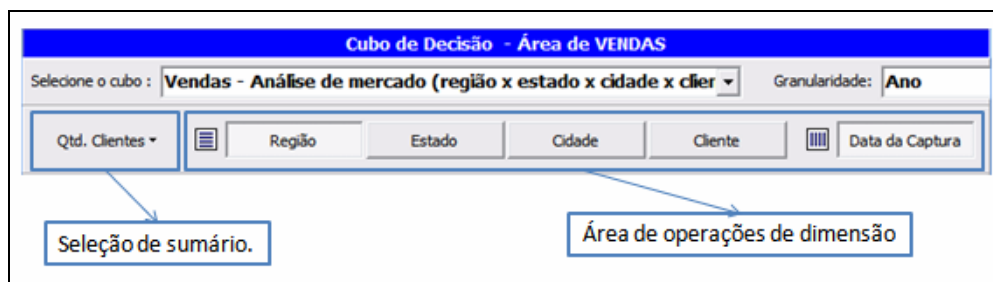 Cubo de Decisão - Área de VENDAS
Selecione o cubo : Vendas - Análise de mercado (região x estado x cidade x clier Granularidade: Ano
Qtd. Clientes Região Estado Cidade Cliente Data da Captura
Seleção de sumário.
Área de operações de dimensão